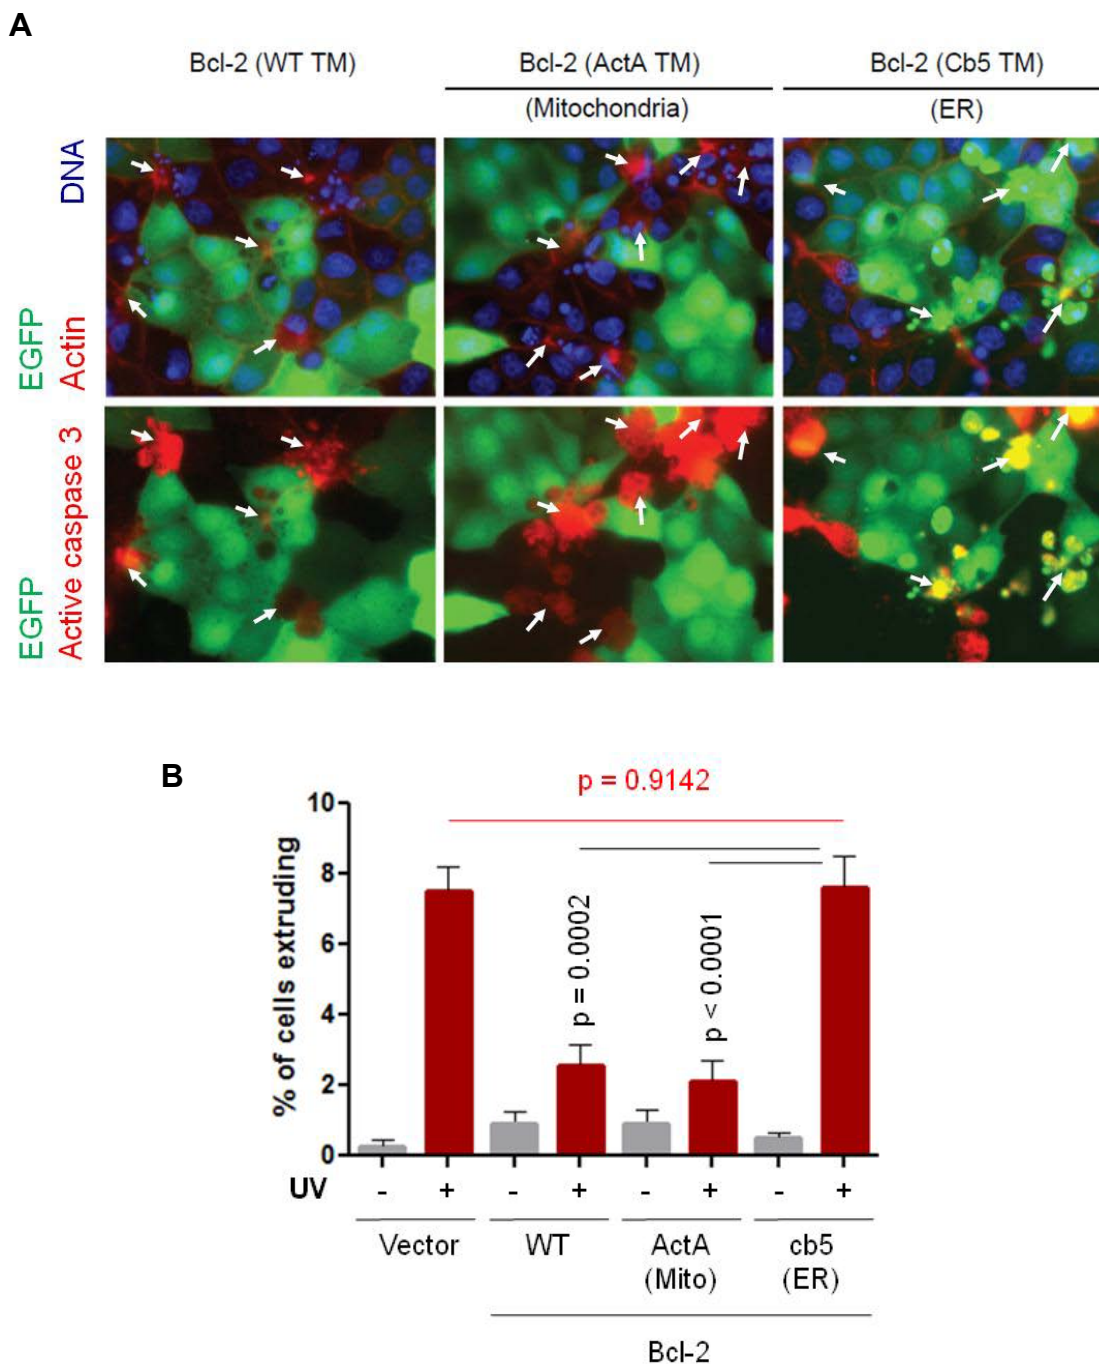 A
Bcl-2 (WT TM)
Bcl-2 (ActA TM)
Bcl-2 (Cb5 TM)
(Mitochondria)
(ER)
DNA
EGFP
Actin
EGFP
Active caspase 3
B
p = 0.9142
% of cells extruding
10
8
6
4
2
0
p = 0.0002
p < 0.0001
UV - + - + - + - +
Vector WT ActA cb5
(Mito) (ER)
Bcl-2